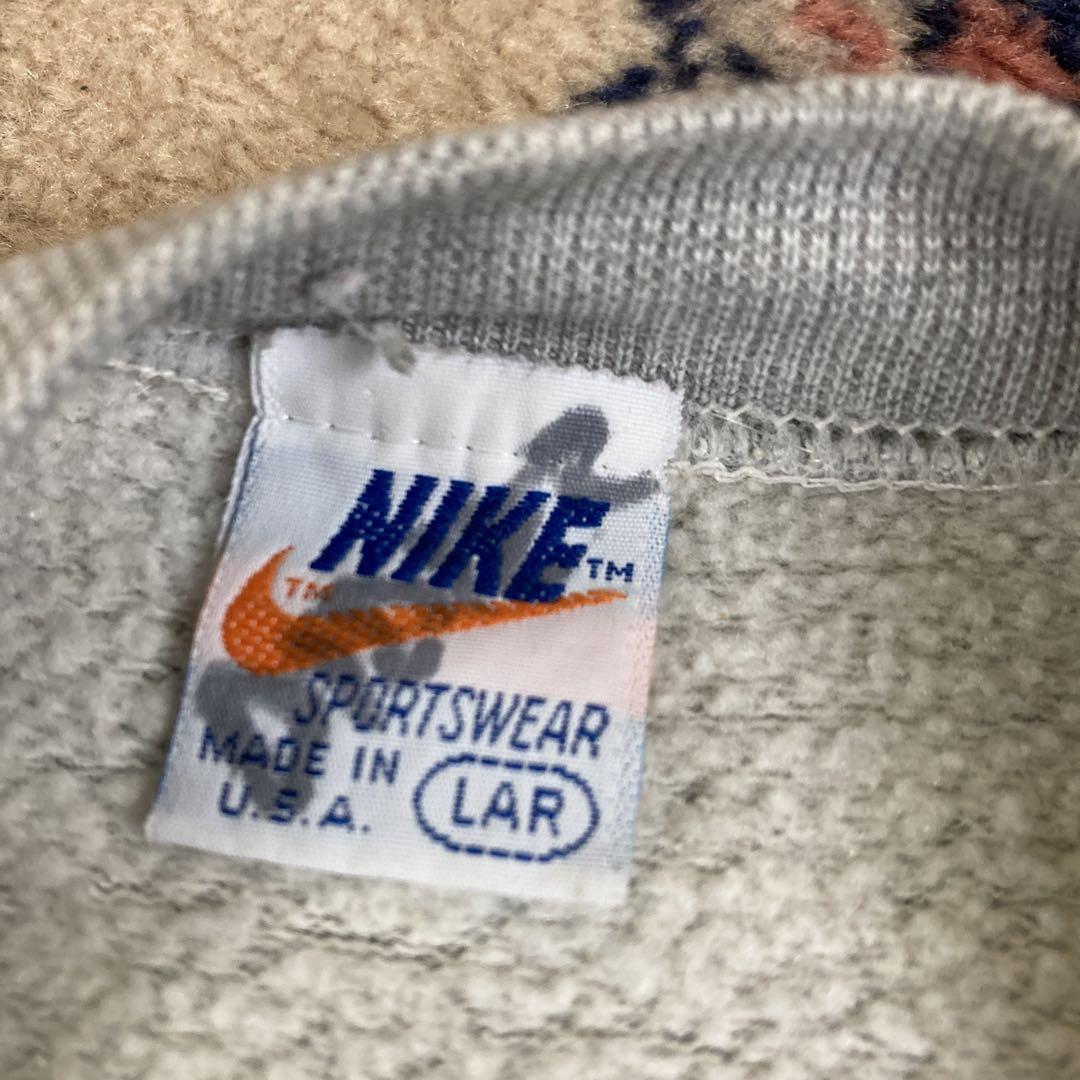 NIKE™
™
SPORTSWEAR
MADE IN
U.S.A.
LAR